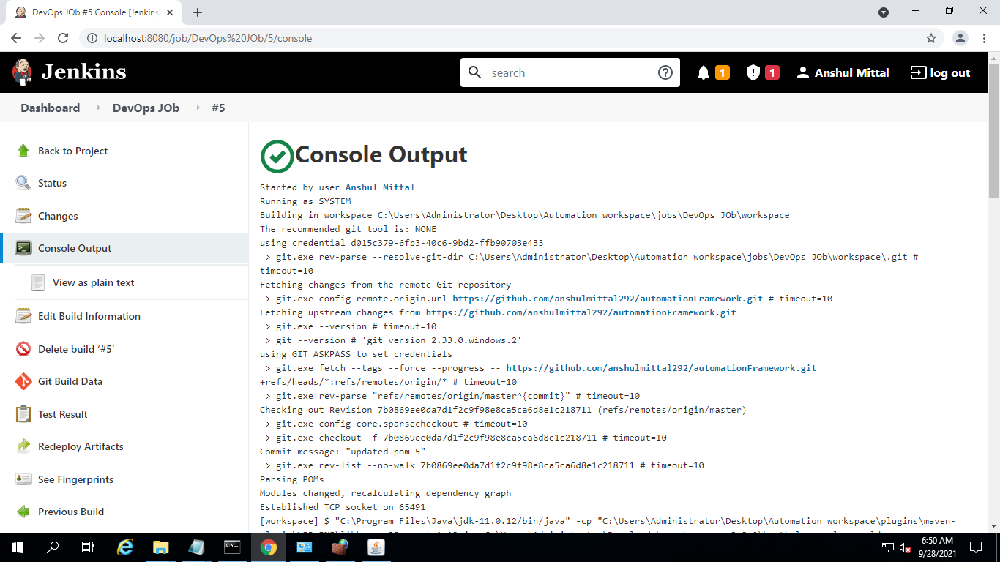 DevOps JOb #5 Console [Jenkins
localhost:8080/job/DevOps%20JOb/5/console
Jenkins
search
1
1
Anshul Mittal
log out
Dashboard
DevOps JOb
#5
Back to Project
Status
Changes
Console Output
View as plain text
Edit Build Information
Delete build ‘#5’
Git Build Data
Test Result
Redeploy Artifacts
See Fingerprints
Previous Build
Console Output
Started by user Anshul Mittal
Running as SYSTEM
Building in workspace C:\Users\Administrator\Desktop\Automation workspace\jobs\DevOps JOb\workspace
The recommended git tool is: NONE
using credential d015c379-6fb3-40c6-9bd2-ffb90703e433
> git.exe rev-parse --resolve-git-dir C:\Users\Administrator\Desktop\Automation workspace\jobs\DevOps JOb\workspace\.git #
timeout=10
Fetching changes from the remote Git repository
> git.exe config remote.origin.url https://github.com/anshulmittal292/automationFramework.git # timeout=10
Fetching upstream changes from https://github.com/anshulmittal292/automationFramework.git
> git.exe --version # timeout=10
> git --version # 'git version 2.33.0.windows.2'
using GIT_ASKPASS to set credentials
> git.exe fetch --tags --force --progress -- https://github.com/anshulmittal292/automationFramework.git
+refs/heads/*:refs/remotes/origin/* # timeout=10
> git.exe rev-parse "refs/remotes/origin/master^{commit}" # timeout=10
Checking out Revision 7b0869ee0da7d1f2c9f98e8ca5ca6d8e1c218711 (refs/remotes/origin/master)
> git.exe config core.sparsecheckout # timeout=10
> git.exe checkout -f 7b0869ee0da7d1f2c9f98e8ca5ca6d8e1c218711 # timeout=10
Commit message: "updated pom 5"
> git.exe rev-list --no-walk 7b0869ee0da7d1f2c9f98e8ca5ca6d8e1c218711 # timeout=10
Parsing POMs
Modules changed, recalculating dependency graph
Established TCP socket on 65491
[workspace] $ "C:\Program Files\Java\jdk-11.0.12/bin/java" -cp "C:\Users\Administrator\Desktop\Automation workspace\plugins\maven-
6:50 AM
9/28/2021